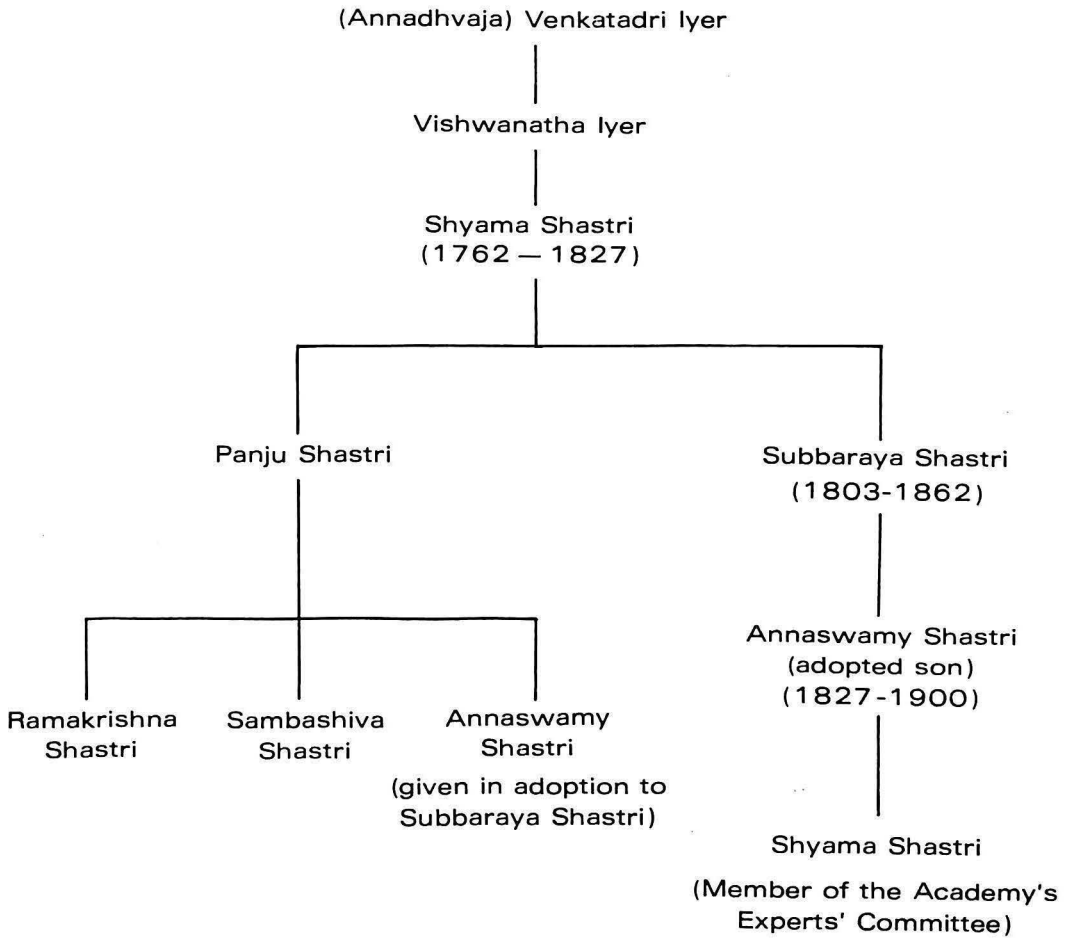 (Annadhvaja) Venkatadri Iyer
Vishwanatha Iyer
Shyama Shastri
(1762 — 1827)
Panju Shastri
Subbaraya Shastri
(1803-1862)
Annaswamy Shastri
(adopted son)
(1827-1900)
Ramakrishna
Shastri
Sambashiva
Shastri
Annaswamy
Shastri
(given in adoption to
Subbaraya Shastri)
Shyama Shastri
(Member of the Academy's
Experts' Committee)